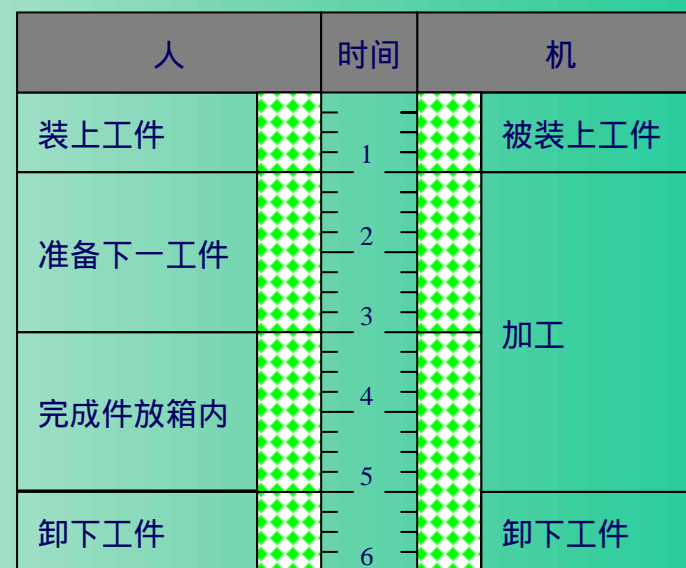 人 时间 机
装上工件 1 被装上工件
准备下一工件 2
3 加工
完成件放箱内 4
5
卸下工件 6 卸下工件